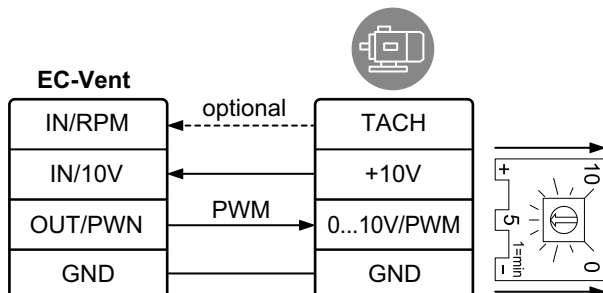 EC-Vent
optional
IN/RPM
TACH
IN/10V
+10V
PWM
OUT/PWN
0...10V/PWM
GND
GND
+
5
-
1=min
10
0